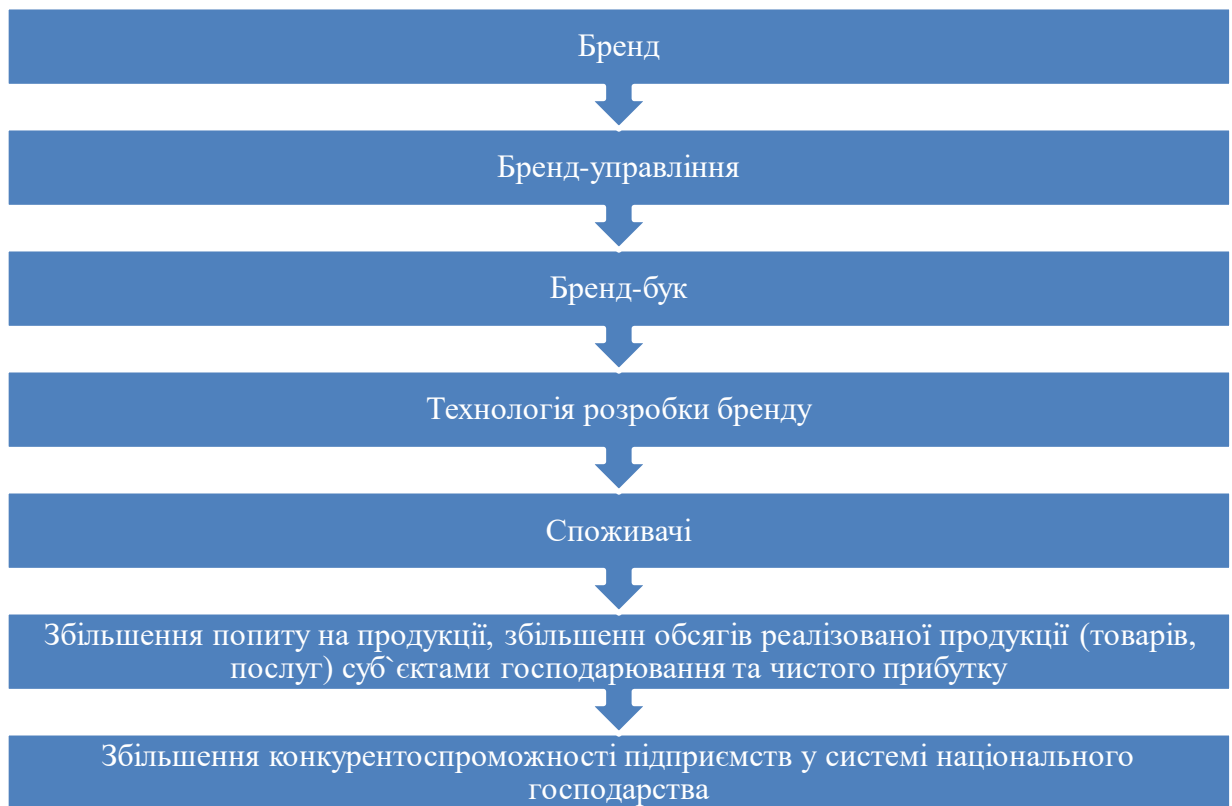 Бренд
Бренд-управління
Бренд-бук
Технологія розробки бренду
Споживачі
Збільшення попиту на продукції, збільшенн обсягів реалізованої продукції (товарів,
послуг) суб`єктами господарювання та чистого прибутку
Збільшення конкурентоспроможності підприємств у системі національного
господарства